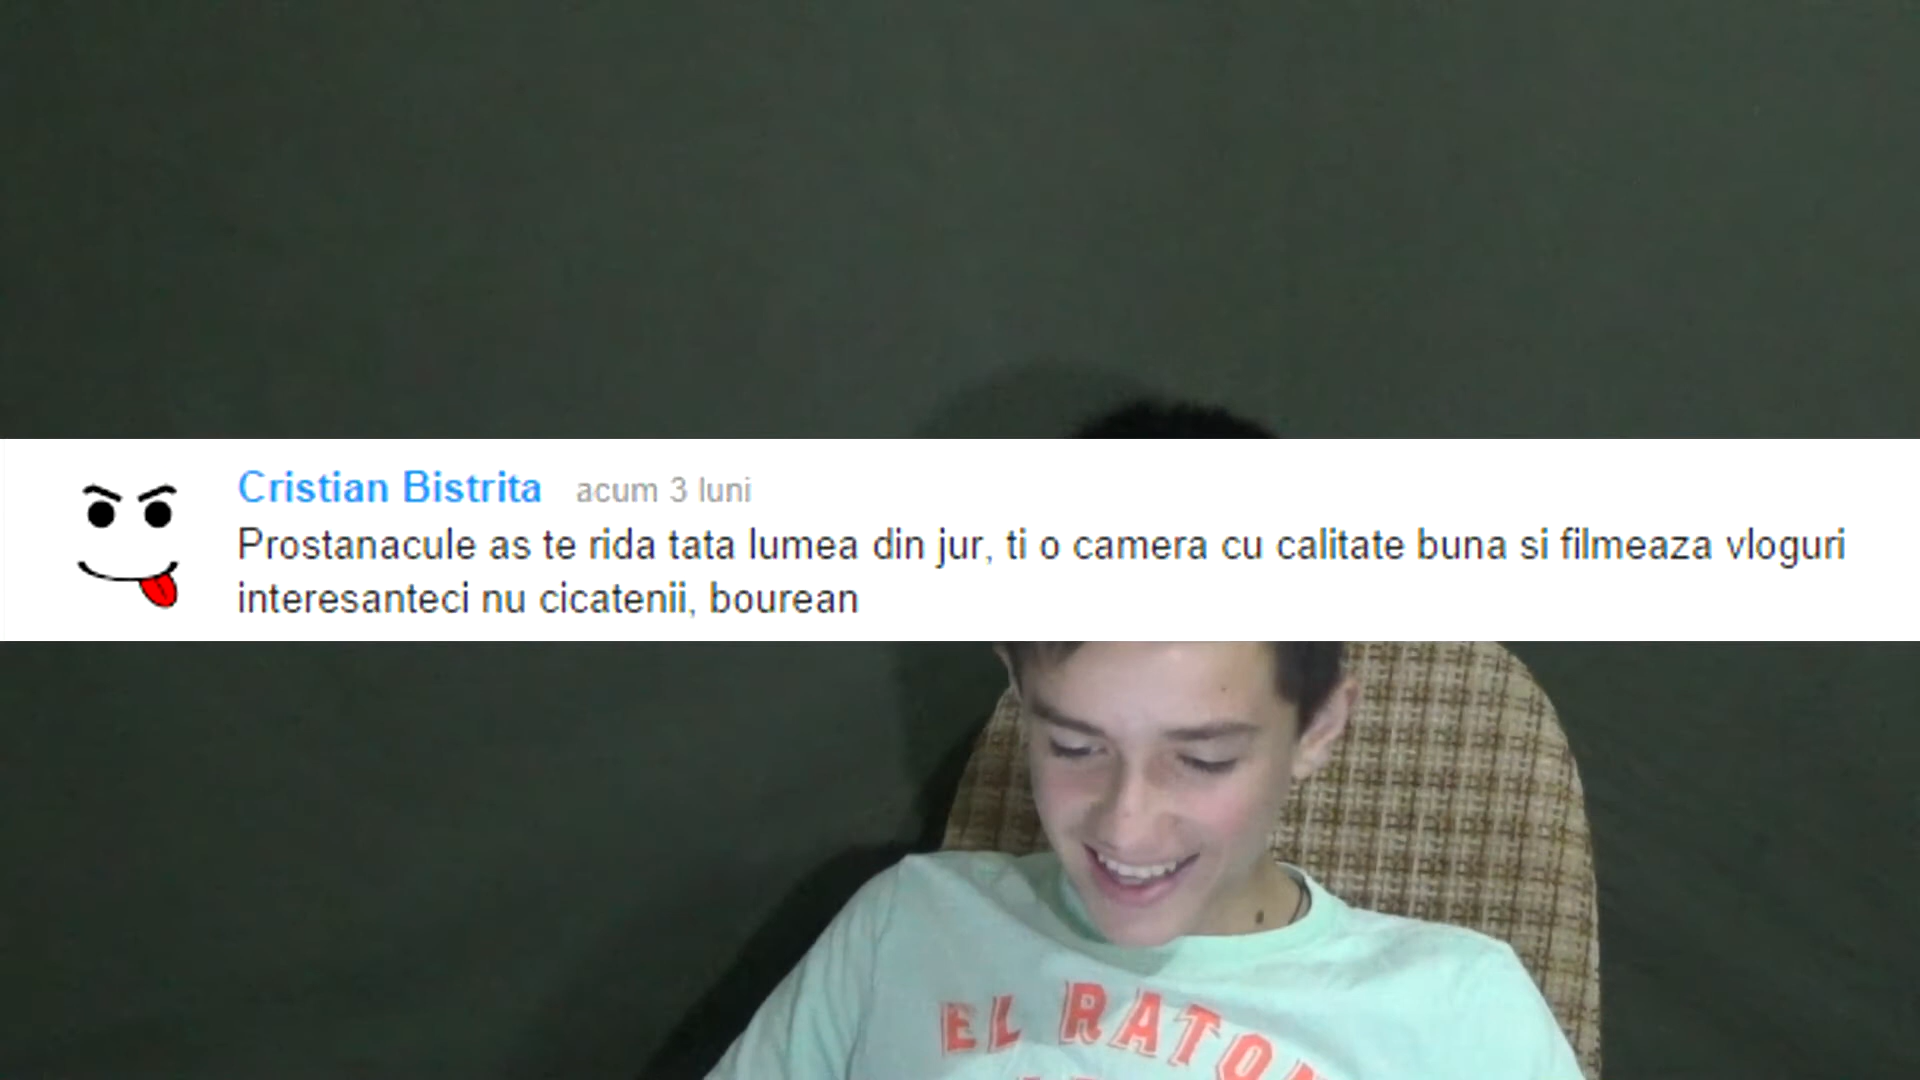 Cristian Bistrita acum 3 luni
Prostanacule as te rida tata lumea din jur, ti o camera cu calitate buna si filmeaza vloguri
interesanteci nu cicatenii, bourean
EL RATON